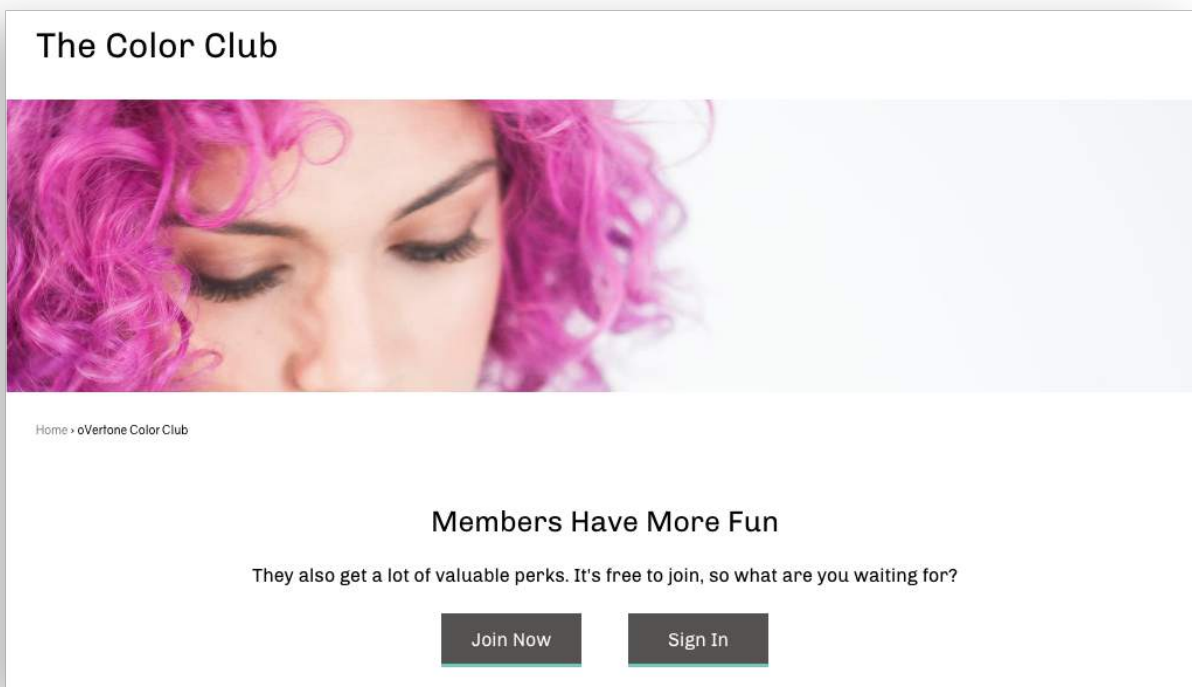 The Color Club
Home › oVertone Color Club
Members Have More Fun
They also get a lot of valuable perks. It's free to join, so what are you waiting for?
Join Now
Sign In